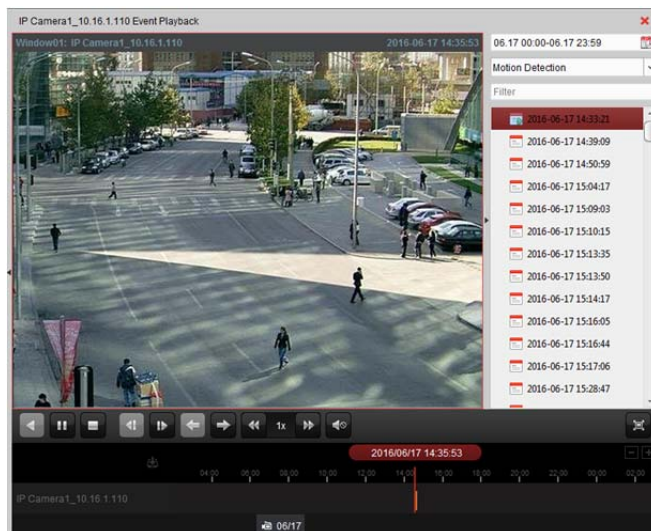 IP Camera1_10.16.1.110 Event Playback
Window01: IP Camera1_10.16.1.110
2016-06-17 14:35:53
06.17 00:00-06.17 23:59
Motion Detection
Filter
2016-06-17 14:33:21
2016-06-17 14:39:09
2016-06-17 14:50:59
2016-06-17 15:04:17
2016-06-17 15:09:03
2016-06-17 15:10:15
2016-06-17 15:13:35
2016-06-17 15:13:50
2016-06-17 15:14:17
2016-06-17 15:16:05
2016-06-17 15:16:44
2016-06-17 15:17:06
2016-06-17 15:28:47
1x
2016/06/17 14:35:53
04:00 06:00 08:00 10:00 12:00 14:00 16:00 18:00 20:00 22:00 00:00 02:00
IP Camera1_10.16.1.110
06/17